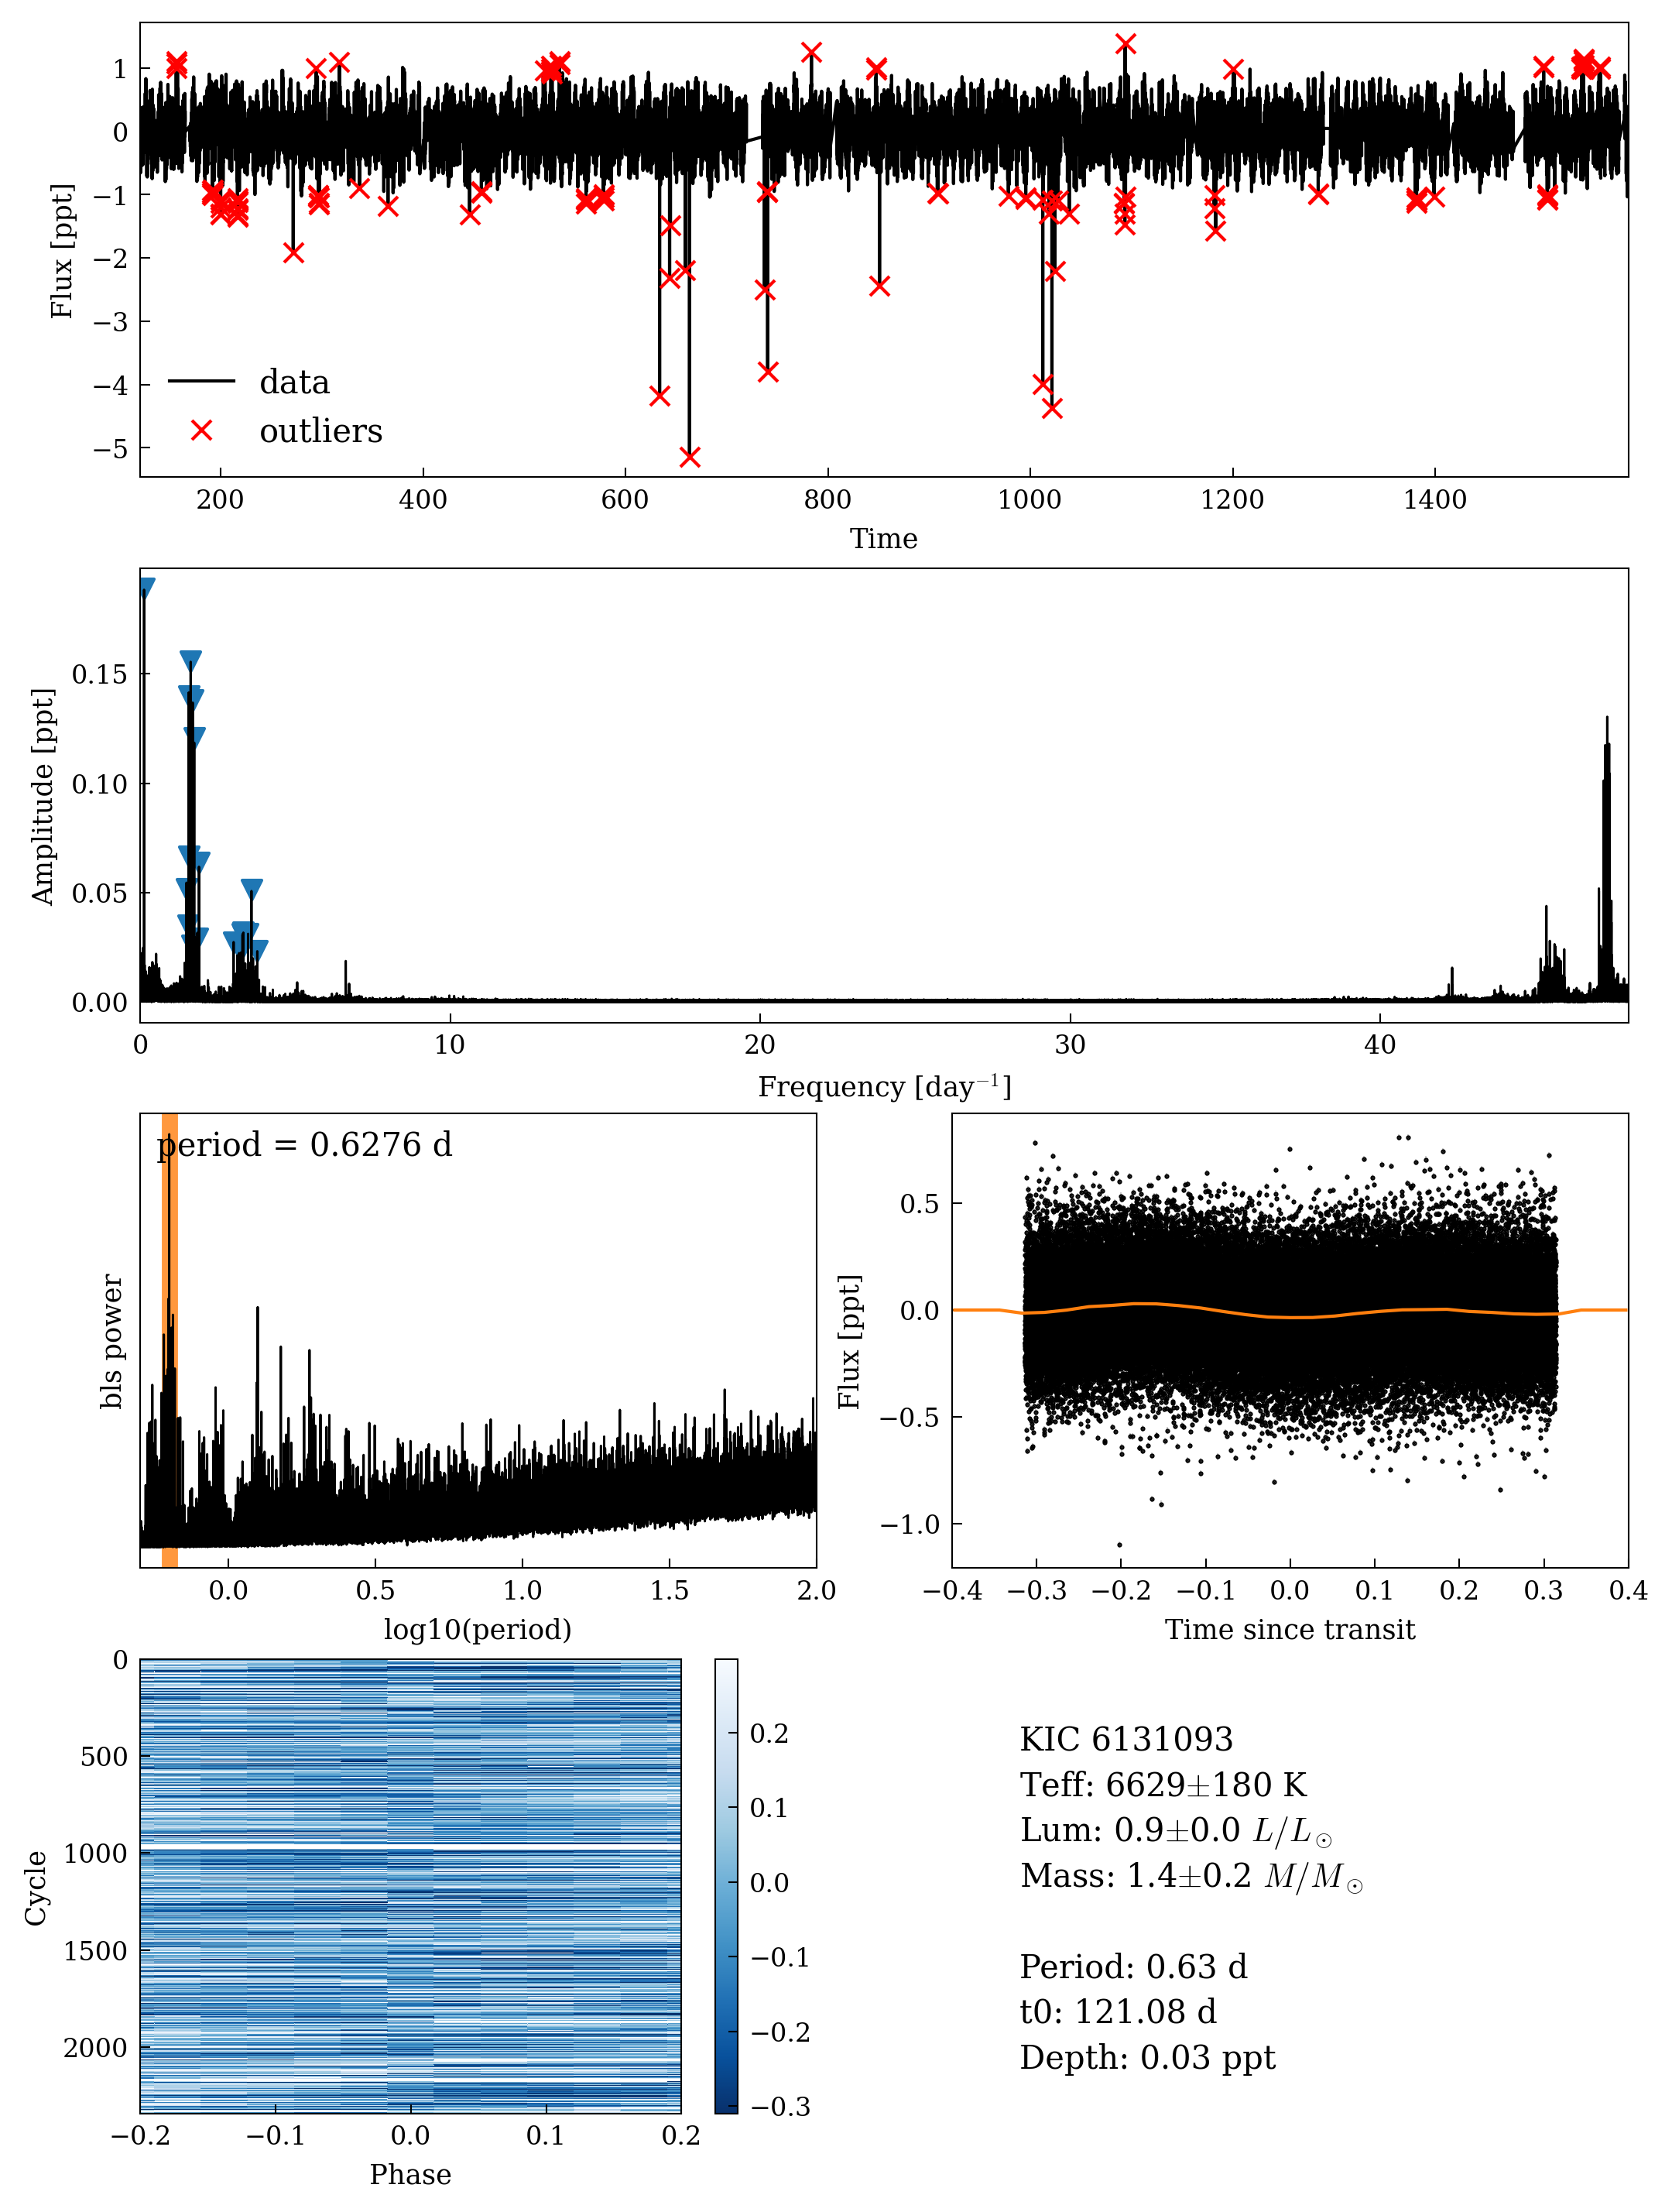 1
0
−1
−2
−3
−4
−5
Flux [ppt]
data
outliers
200 400 600 800 1000 1200 1400
Time
0.15
0.10
0.05
0.00
Amplitude [ppt]
0 10 20 30 40
Frequency [day⁻¹]
period = 0.6276 d
bls power
0.0 0.5 1.0 1.5 2.0
log10(period)
0.5
0.0
−0.5
−1.0
Flux [ppt]
−0.4 −0.3 −0.2 −0.1 0.0 0.1 0.2 0.3 0.4
Time since transit
0
500
1000
1500
2000
Cycle
−0.2 −0.1 0.0 0.1 0.2
Phase
0.2
0.1
0.0
−0.1
−0.2
−0.3
KIC 6131093
Teff: 6629±180 K
Lum: 0.9±0.0 L/L⊙
Mass: 1.4±0.2 M/M⊙
Period: 0.63 d
t0: 121.08 d
Depth: 0.03 ppt